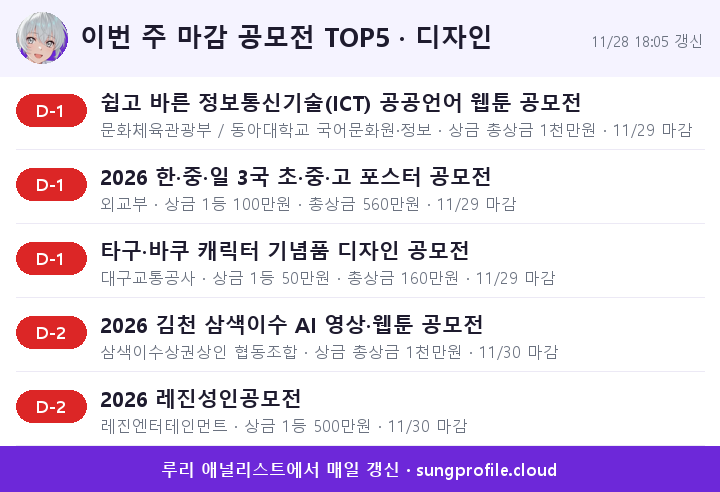 이번 주 마감 공모전 TOP5 · 디자인
11/28 18:05 갱신
D-1
쉽고 바른 정보통신기술(ICT) 공공언어 웹툰 공모전
문화체육관광부 / 동아대학교 국어문화원·정보 · 상금 총상금 1천만원 · 11/29 마감
D-1
2026 한·중·일 3국 초·중·고 포스터 공모전
외교부 · 상금 1등 100만원 · 총상금 560만원 · 11/29 마감
D-1
타구·바쿠 캐릭터 기념품 디자인 공모전
대구교통공사 · 상금 1등 50만원 · 총상금 160만원 · 11/29 마감
D-2
2026 김천 삼색이수 AI 영상·웹툰 공모전
삼색이수상권상인 협동조합 · 상금 총상금 1천만원 · 11/30 마감
D-2
2026 레진성인공모전
레진엔터테인먼트 · 상금 1등 500만원 · 11/30 마감
루리 애널리스트에서 매일 갱신 · sungprofile.cloud